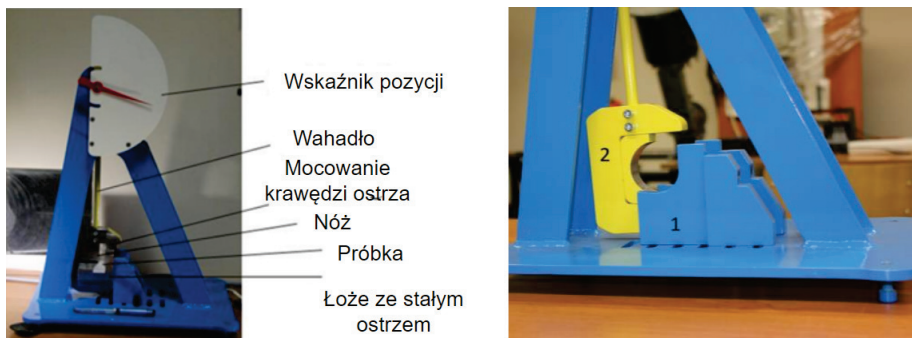 Wskaźnik pozycji
Wahadło
Mocowanie
krawędzi ostrza
Nóż
Próbka
Łoże ze stałym
ostrzem
2
1